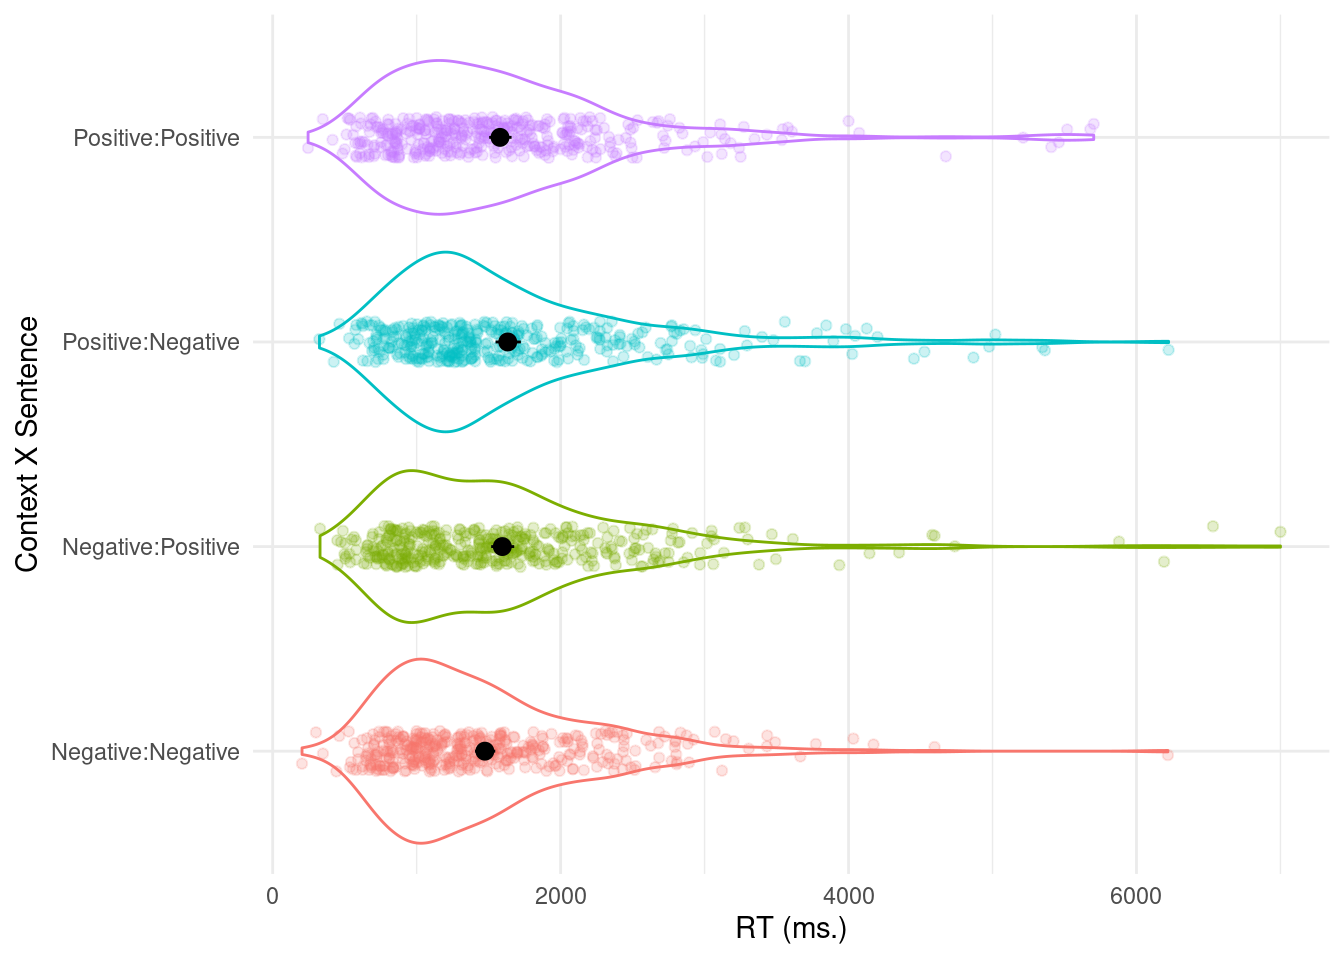 Context X Sentence
Positive:Positive
Positive:Negative
Negative:Positive
Negative:Negative
0 2000 4000 6000
RT (ms.)